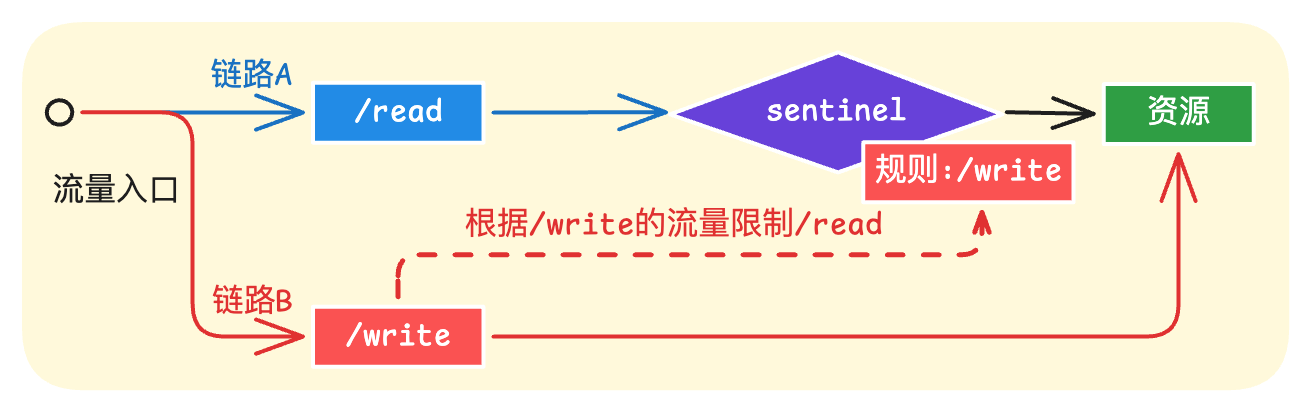 链路A
/read
sentinel
资源
规则:/write
流量入口
根据/write的流量限制/read
链路B
/write